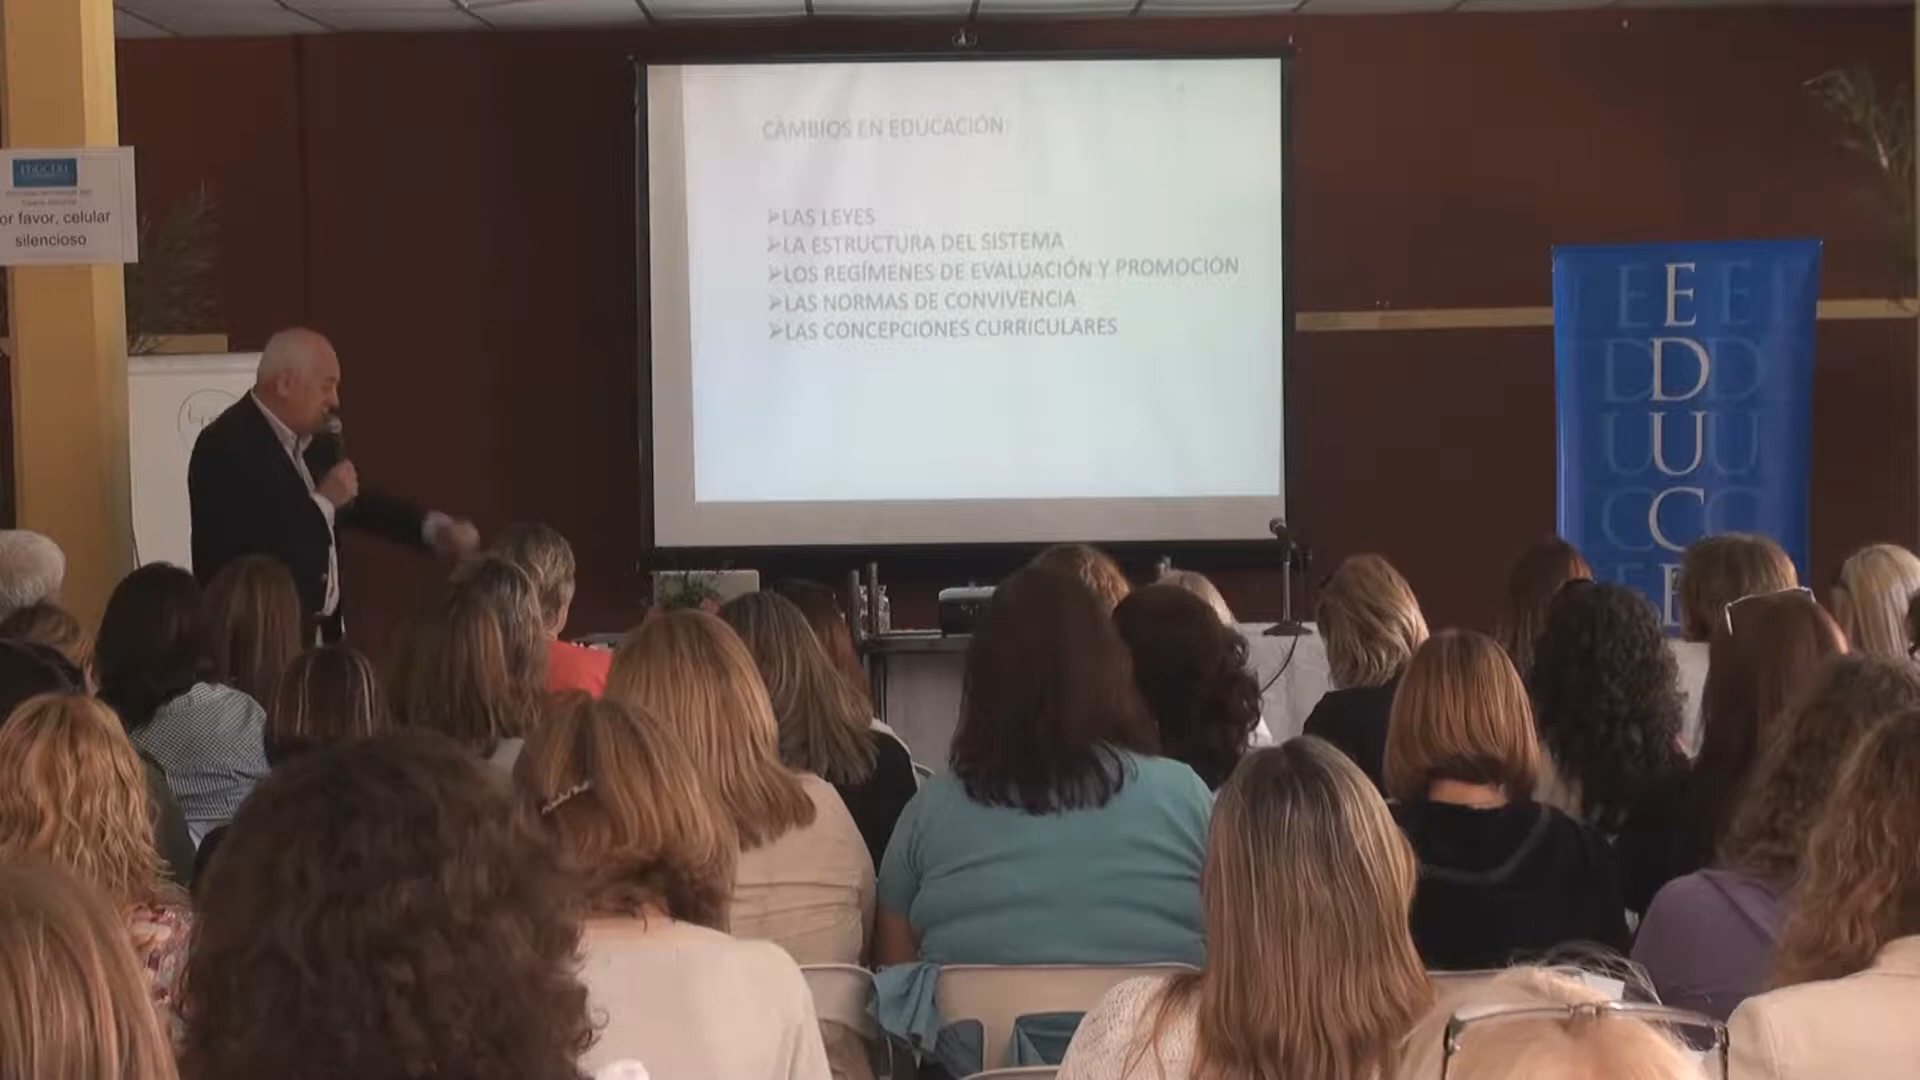 or favor, celular
silencioso
CAMBIOS EN EDUCACIÓN:
➢LAS LEYES
➢LA ESTRUCTURA DEL SISTEMA
➢LOS REGÍMENES DE EVALUACIÓN Y PROMOCIÓN
➢LAS NORMAS DE CONVIVENCIA
➢LAS CONCEPCIONES CURRICULARES
E
D
U
C
E